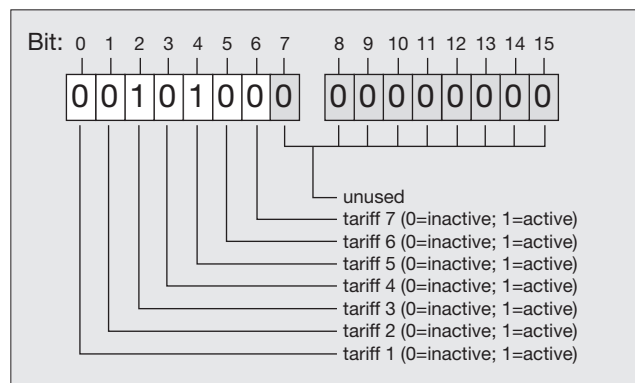 Bit: 0 1 2 3 4 5 6 7 8 9 10 11 12 13 14 15
0 0 1 0 1 0 0 0 0 0 0 0 0 0 0 0
unused
tariff 7 (0=inactive; 1=active)
tariff 6 (0=inactive; 1=active)
tariff 5 (0=inactive; 1=active)
tariff 4 (0=inactive; 1=active)
tariff 3 (0=inactive; 1=active)
tariff 2 (0=inactive; 1=active)
tariff 1 (0=inactive; 1=active)